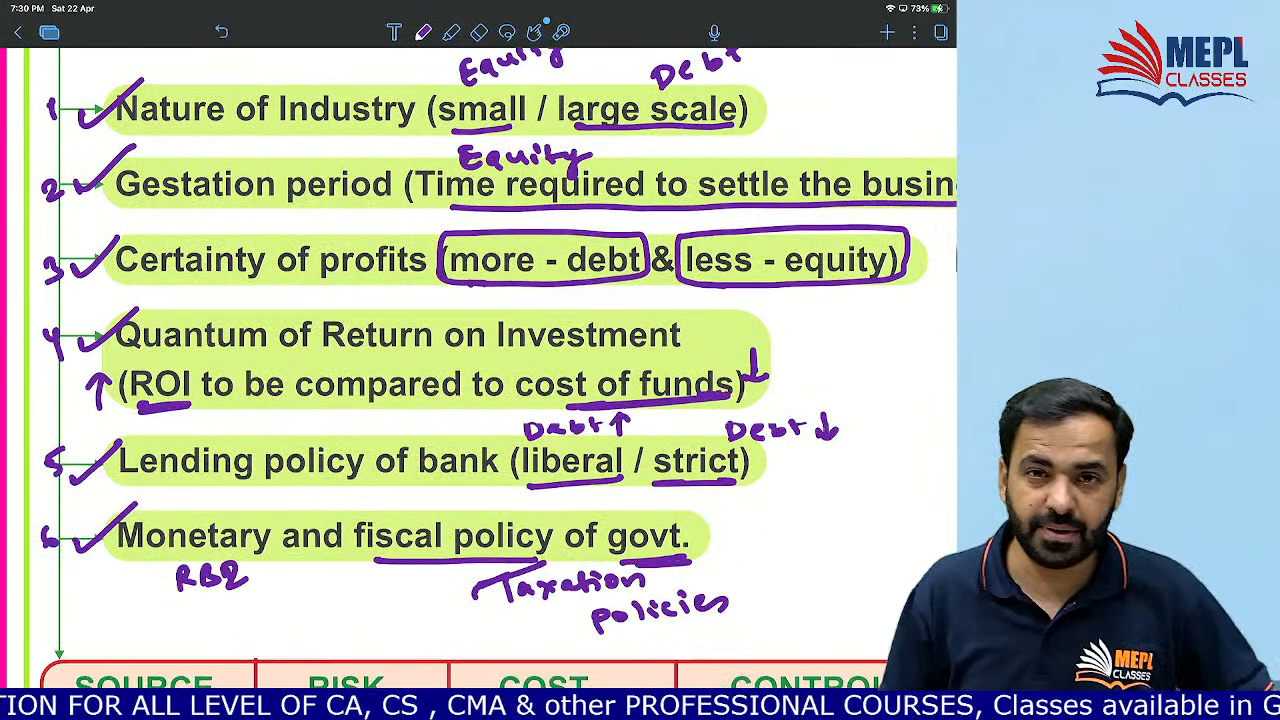 7:30 PM Sat 22 Apr
73%
T
MEPL
CLASSES
Equity Debt
1 Nature of Industry (small / large scale)
Equity
2 Gestation period (Time required to settle the busin
3 Certainty of profits (more - debt & less - equity)
4 Quantum of Return on Investment
↑ (ROI to be compared to cost of funds) ↓
Debt ↑ Debt ↓
5 Lending policy of bank (liberal / strict)
6 Monetary and fiscal policy of govt.
RBI Taxation
policies
SOURCE RISK COST CONTROL
MEPL
CLASSES
TION FOR ALL LEVEL OF CA, CS , CMA & other PROFESSIONAL COURSES, Classes available in G